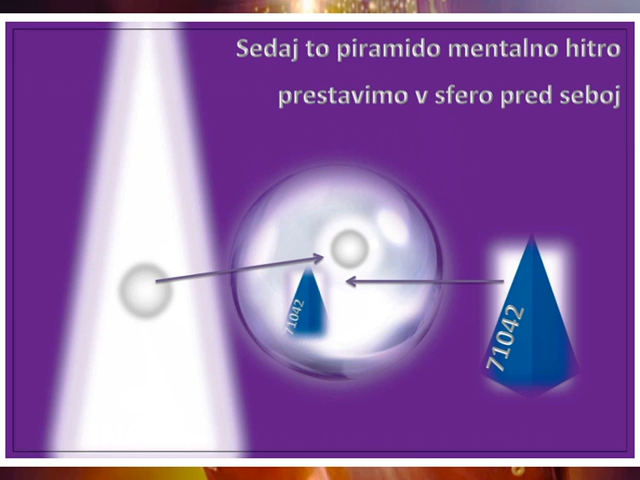 Sedaj to piramido mentalno hitro
prestavimo v sfero pred seboj
71042
71042